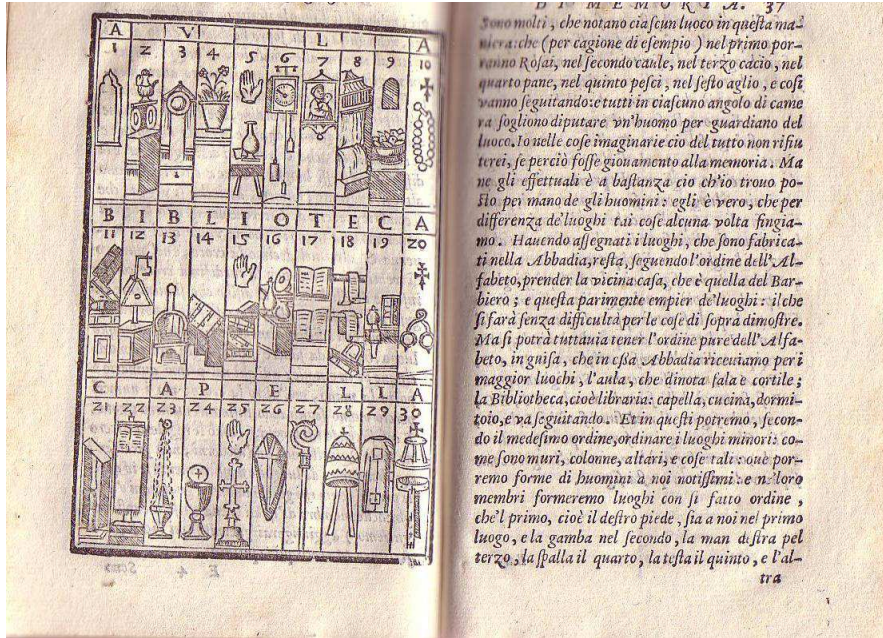 A V L A
1 2 3 4 5 6 7 8 9 10
B I B L I O T E C A
11 12 13 14 15 16 17 18 19 20
C A P E L L A
21 22 23 24 25 26 27 28 29 30
E 4
DI MEMORIA. 37
Sono molti, che notano ciaſcun luoco in queſta ma-
niera: che (per cagione di eſempio) nel primo por-
ranno Roſai, nel ſecondo caule, nel terzo cacio, nel
quarto pane, nel quinto peſci, nel ſeſto aglio, e coſi
vanno ſeguitando: e tutti in ciaſcuno angolo di came
ra ſogliono diputare vn'huomo per guardiano del
luoco. Io nelle coſe imaginarie cio del tutto non rifiu
terei, ſe perciò foſſe giouamento alla memoria. Ma
ne gli effettuali è a baſtanza cio ch'io trouo po-
ſto per mano de gli huomini: egli è vero, che per
differenza de'luoghi tai coſe alcuna volta fingia-
mo. Hauendo aſſegnati i luoghi, che ſono fabrica-
ti nella Abbadia, reſta, ſeguendo l'ordine dell'Al-
fabeto, prender la vicina caſa, che è quella del Bar-
biero; e queſta parimente empier de'luoghi: il che
ſi farà ſenza difficultà per le coſe di ſopra dimoſtre.
Ma ſi potrà tuttauia tener l'ordine pure dell'Alfa-
beto, in guiſa, che in eſſa Abbadia riceuiamo per i
maggior luochi, l'aula, che dinota ſala e cortile;
la Bibliotheca, cioè libraria: capella, cucina, dormi-
toio, e va ſeguitando. Et in queſti potremo, ſecon-
do il medeſimo ordine, ordinare i luoghi minori: co-
me ſono muri, colonne, altari, e coſe tali: oue por-
remo forme di huomini à noi notiſſimi: e ne'loro
membri formeremo luoghi con ſi fatto ordine,
che'l primo, cioè il deſtro piede, ſia a noi nel primo
luogo, e la gamba nel ſecondo, la man deſtra pel
terzo, la ſpalla il quarto, la teſta il quinto, e l'al-
tra